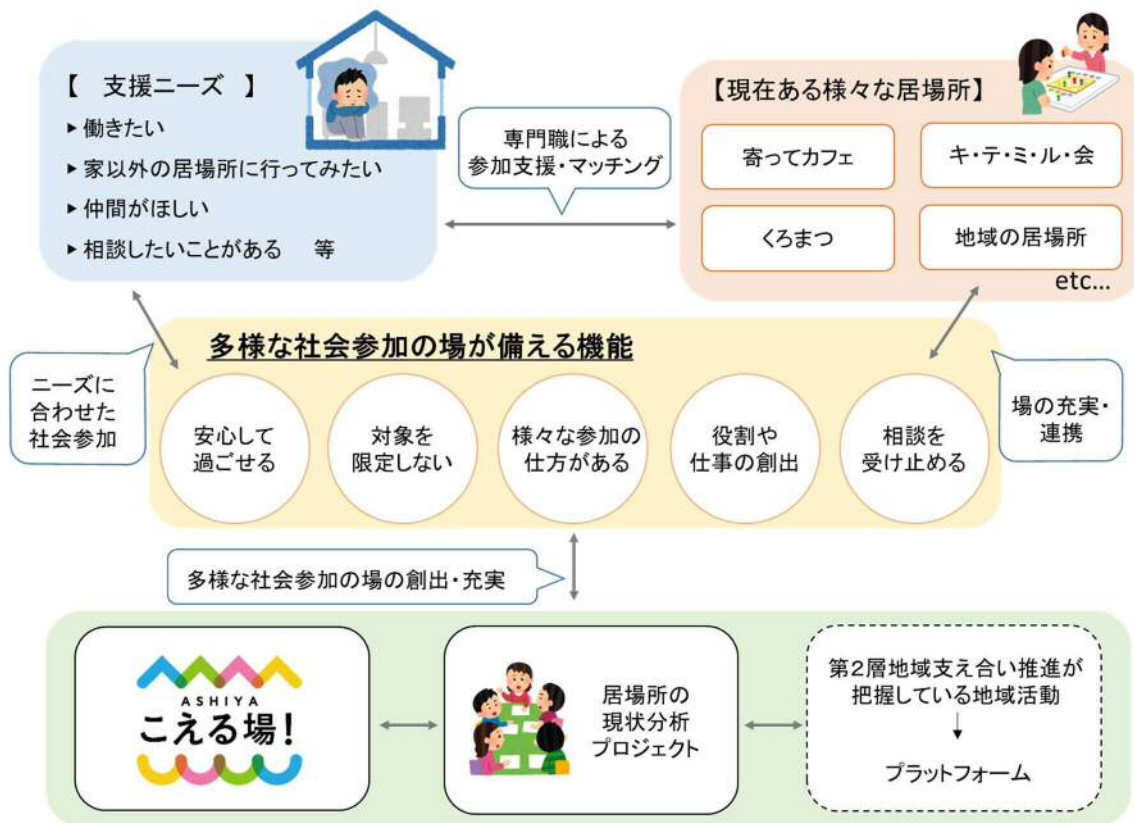 【 支援ニーズ 】
▸ 働きたい
▸ 家以外の居場所に行ってみたい
▸ 仲間がほしい
▸ 相談したいことがある 等
専門職による
参加支援・マッチング
【現在ある様々な居場所】
寄ってカフェ
キ・テ・ミ・ル・会
くろまつ
地域の居場所
etc…
ニーズに
合わせた
社会参加
多様な社会参加の場が備える機能
安心して
過ごせる
対象を
限定しない
様々な参加の
仕方がある
役割や
仕事の創出
相談を
受け止める
場の充実・
連携
多様な社会参加の場の創出・充実
ASHIYA
こえる場!
居場所の
現状分析
プロジェクト
第2層地域支え合い推進が
把握している地域活動
プラットフォーム